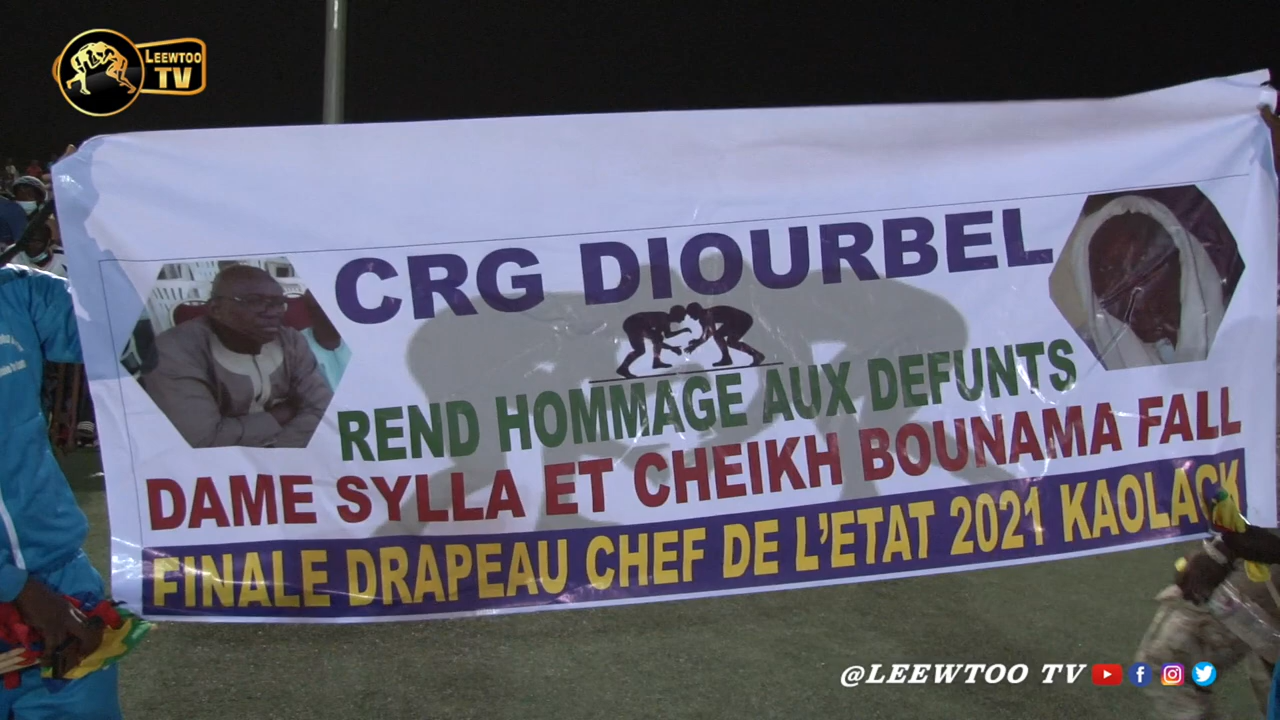 LEEWTOO
TV
CRG DIOURBEL
REND HOMMAGE AUX DEFUNTS
DAME SYLLA ET CHEIKH BOUNAMA FALL
FINALE DRAPEAU CHEF DE L'ETAT 2021 KAOLACK
@LEEWTOO TV